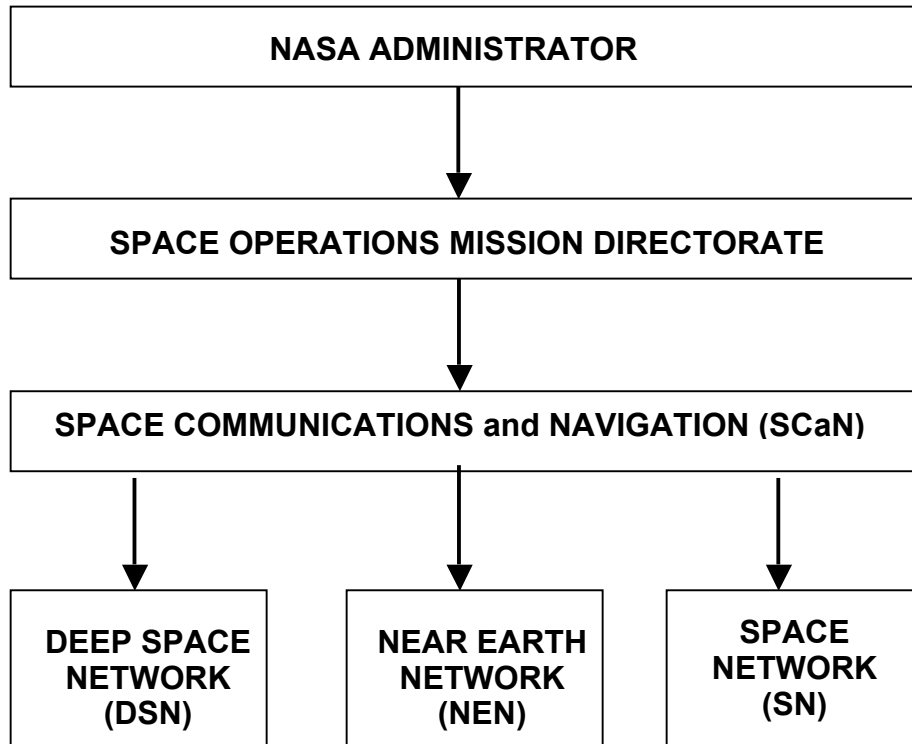 NASA ADMINISTRATOR
SPACE OPERATIONS MISSION DIRECTORATE
SPACE COMMUNICATIONS and NAVIGATION (SCaN)
DEEP SPACE
NETWORK
(DSN)
NEAR EARTH
NETWORK
(NEN)
SPACE
NETWORK
(SN)